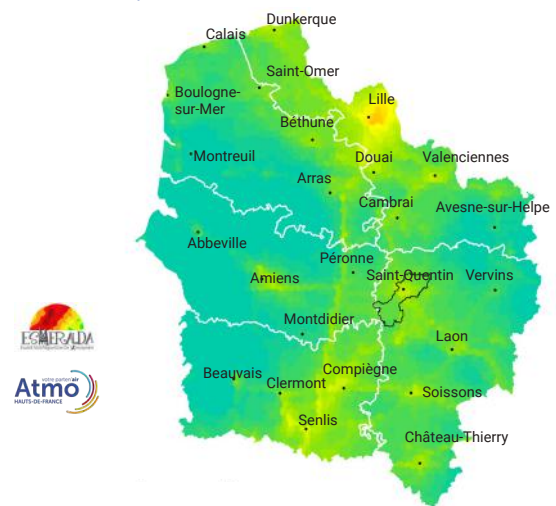 Dunkerque
Calais
Saint-Omer
Boulogne-
sur-Mer
Lille
Béthune
Montreuil
Douai
Valenciennes
Arras
Cambrai
Avesne-sur-Helpe
Abbeville
Péronne
Amiens
Saint-Quentin
Vervins
Montdidier
Laon
ESMERALDA
Beauvais
Compiègne
Clermont
votre partenair
Atmo
HAUTS-DE-FRANCE
Soissons
Senlis
Château-Thierry